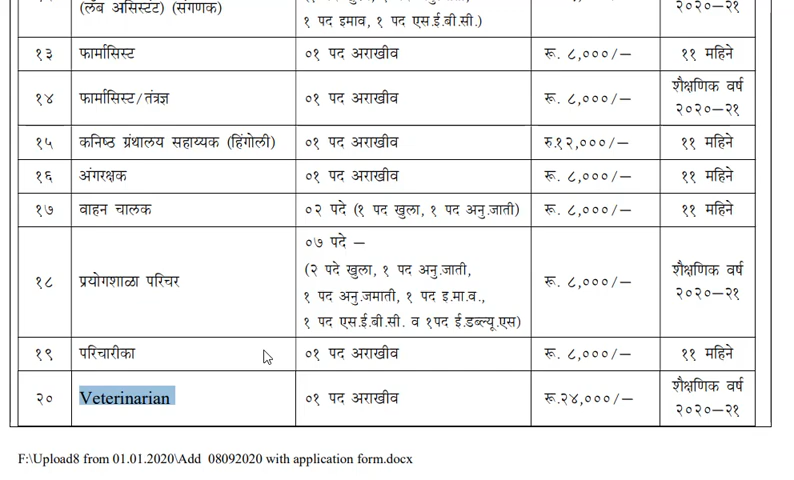 (लॅब असिस्टंट) (संगणक)
१ पद इमाव, १ पद एस.ई.बी.सी.)
२०२०–२१
१३ फार्मासिस्ट ०१ पद अराखीव रू. ८,०००/– ११ महिने
१४ फार्मासिस्ट/तंत्रज्ञ ०१ पद अराखीव रू. ८,०००/– शैक्षणिक वर्ष
२०२०–२१
१५ कनिष्ठ ग्रंथालय सहाय्यक (हिंगोली) ०१ पद अराखीव रु.१२,०००/– ११ महिने
१६ अंगरक्षक ०१ पद अराखीव रू. ८,०००/– ११ महिने
१७ वाहन चालक ०२ पदे (१ पद खुला, १ पद अनु.जाती) रू. ८,०००/– ११ महिने
१८ प्रयोगशाळा परिचर ०७ पदे –
(२ पदे खुला, १ पद अनु.जाती,
१ पद अनु.जमाती, १ पद इ.मा.व.,
१ पद एस.ई.बी.सी. व १पद ई.डब्ल्यू.एस)
रू. ८,०००/– शैक्षणिक वर्ष
२०२०–२१
१९ परिचारीका ०१ पद अराखीव रू. ८,०००/– ११ महिने
२० Veterinarian ०१ पद अराखीव रू.२४,०००/– शैक्षणिक वर्ष
२०२०–२१
F:\Upload8 from 01.01.2020\Add 08092020 with application form.docx